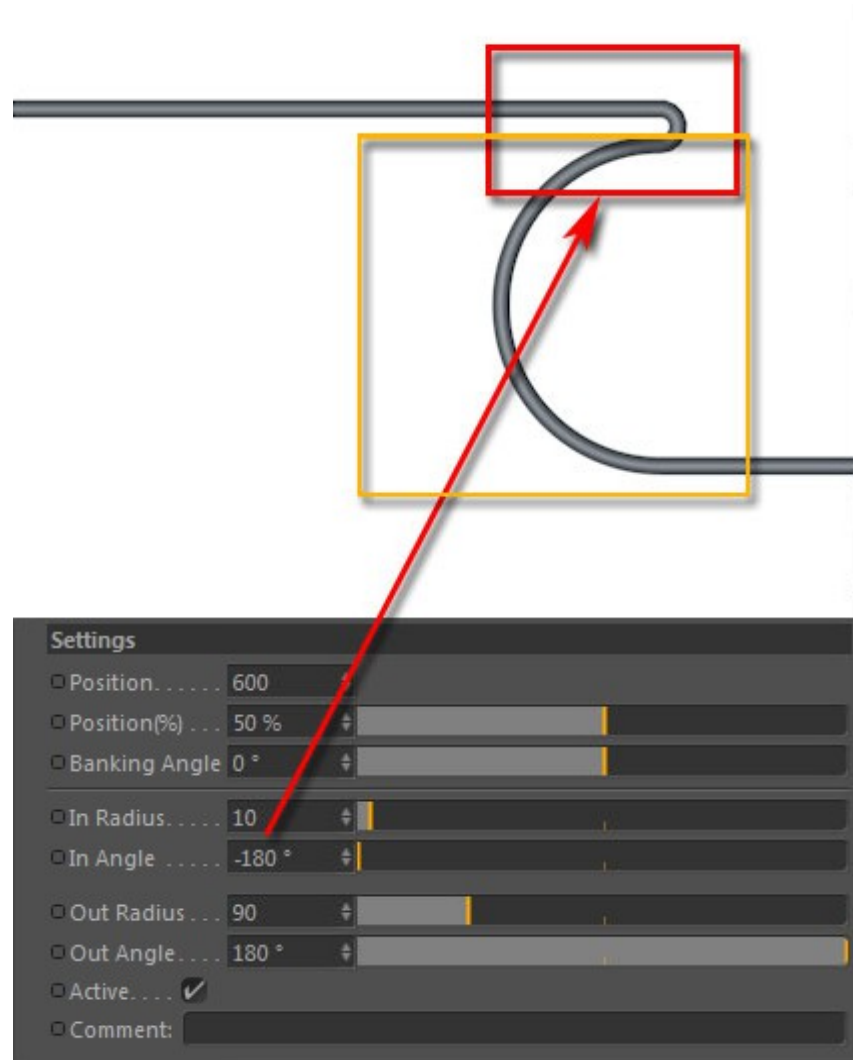 Settings
Position. . . . . . 600
Position(%) . . . 50 %
Banking Angle 0 °
In Radius. . . . . 10
In Angle . . . . . -180 °
Out Radius . . . 90
Out Angle. . . . 180 °
Active. . . . ✔
Comment: